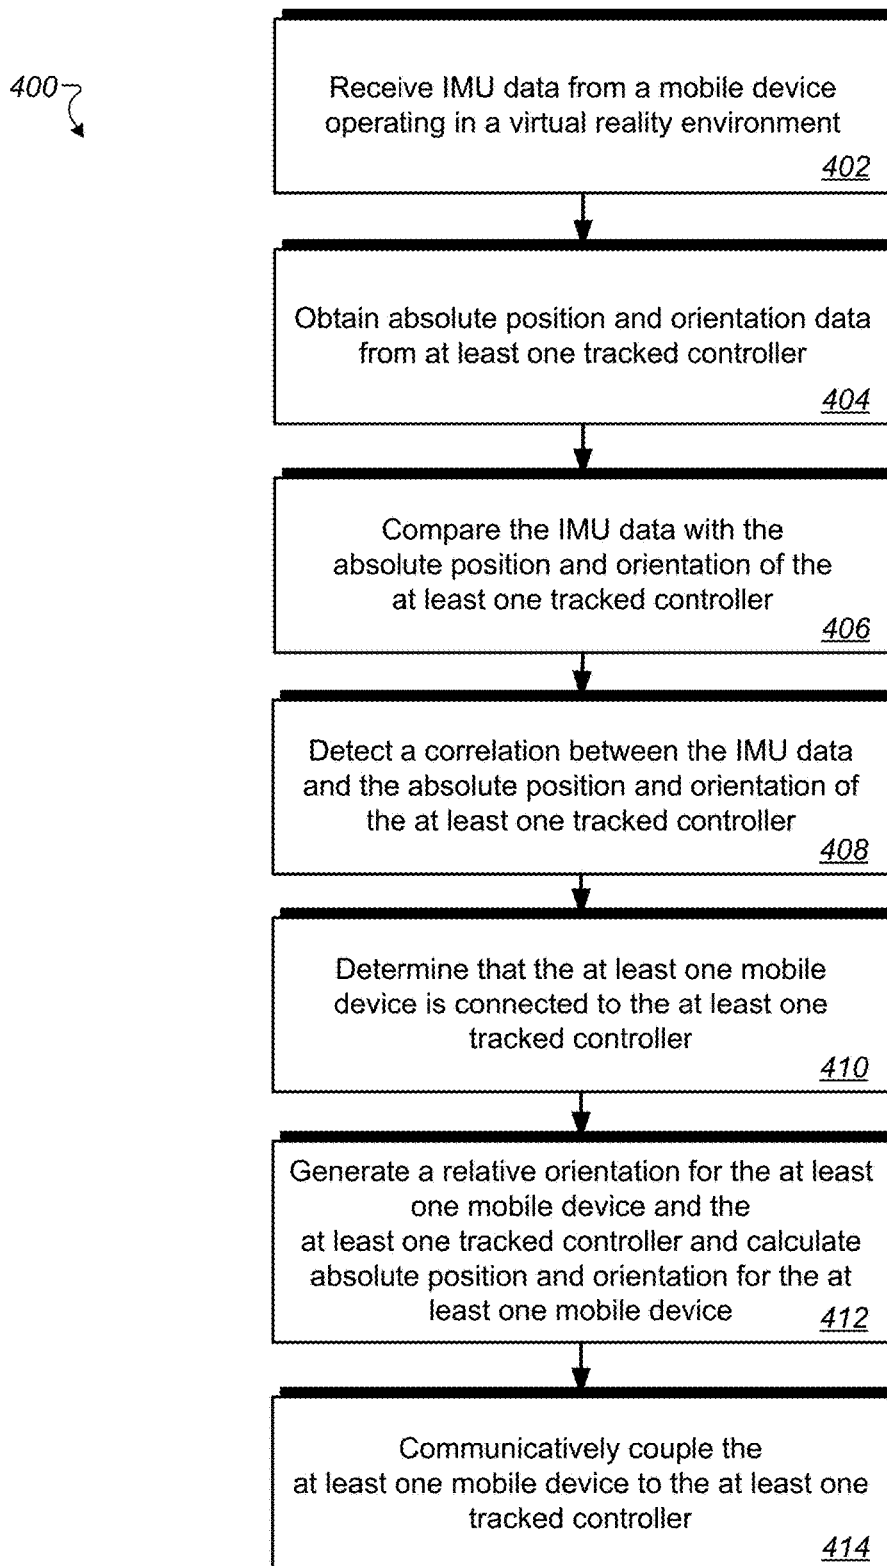 400
Receive IMU data from a mobile device
operating in a virtual reality environment
402
Obtain absolute position and orientation data
from at least one tracked controller
404
Compare the IMU data with the
absolute position and orientation of the
at least one tracked controller
406
Detect a correlation between the IMU data
and the absolute position and orientation of
the at least one tracked controller
408
Determine that the at least one mobile
device is connected to the at least one
tracked controller
410
Generate a relative orientation for the at least
one mobile device and the
at least one tracked controller and calculate
absolute position and orientation for the at
least one mobile device
412
Communicatively couple the
at least one mobile device to the at least one
tracked controller
414